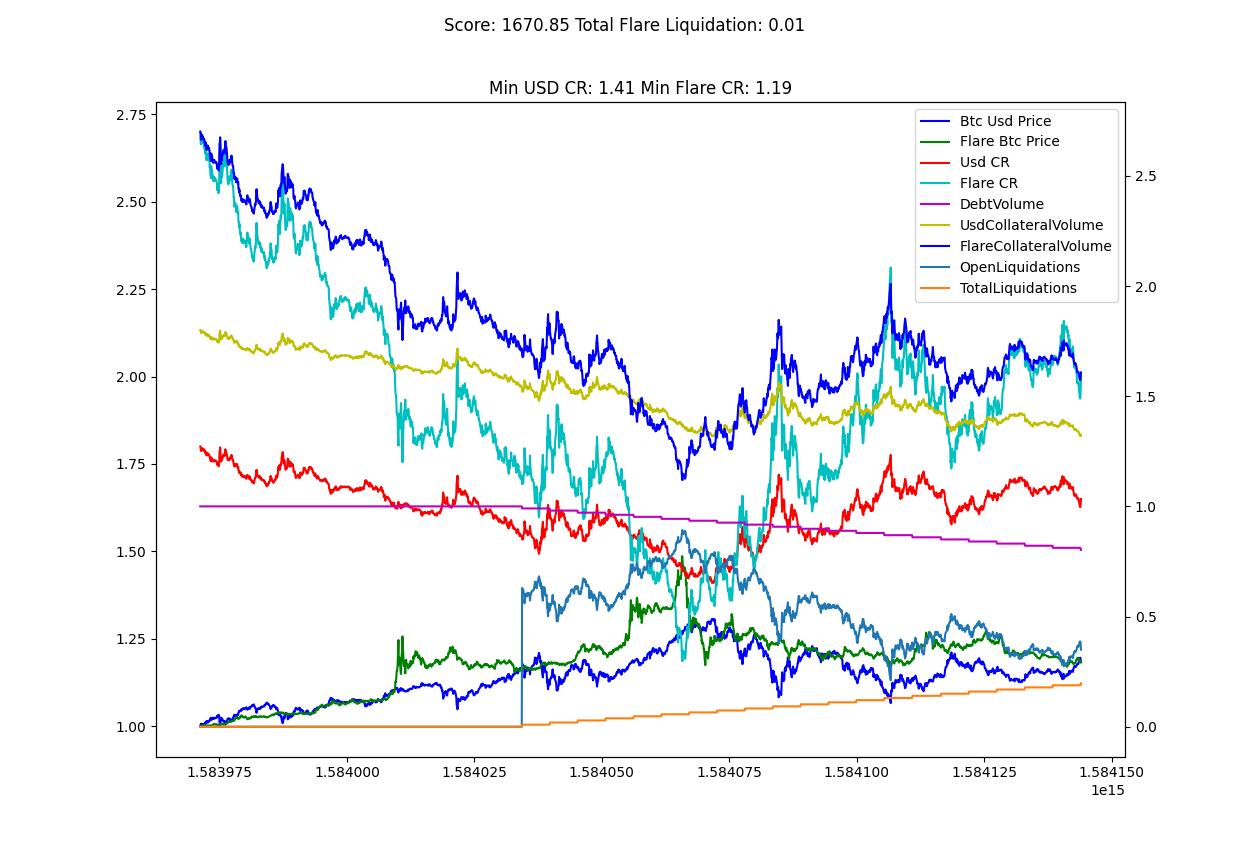 Score: 1670.85 Total Flare Liquidation: 0.01
Min USD CR: 1.41 Min Flare CR: 1.19
2.75
2.50
2.25
2.00
1.75
1.50
1.25
1.00
Btc Usd Price
Flare Btc Price
Usd CR
Flare CR
DebtVolume
UsdCollateralVolume
FlareCollateralVolume
OpenLiquidations
TotalLiquidations
2.5
2.0
1.5
1.0
0.5
0.0
1.583975 1.584000 1.584025 1.584050 1.584075 1.584100 1.584125 1.584150
1e15